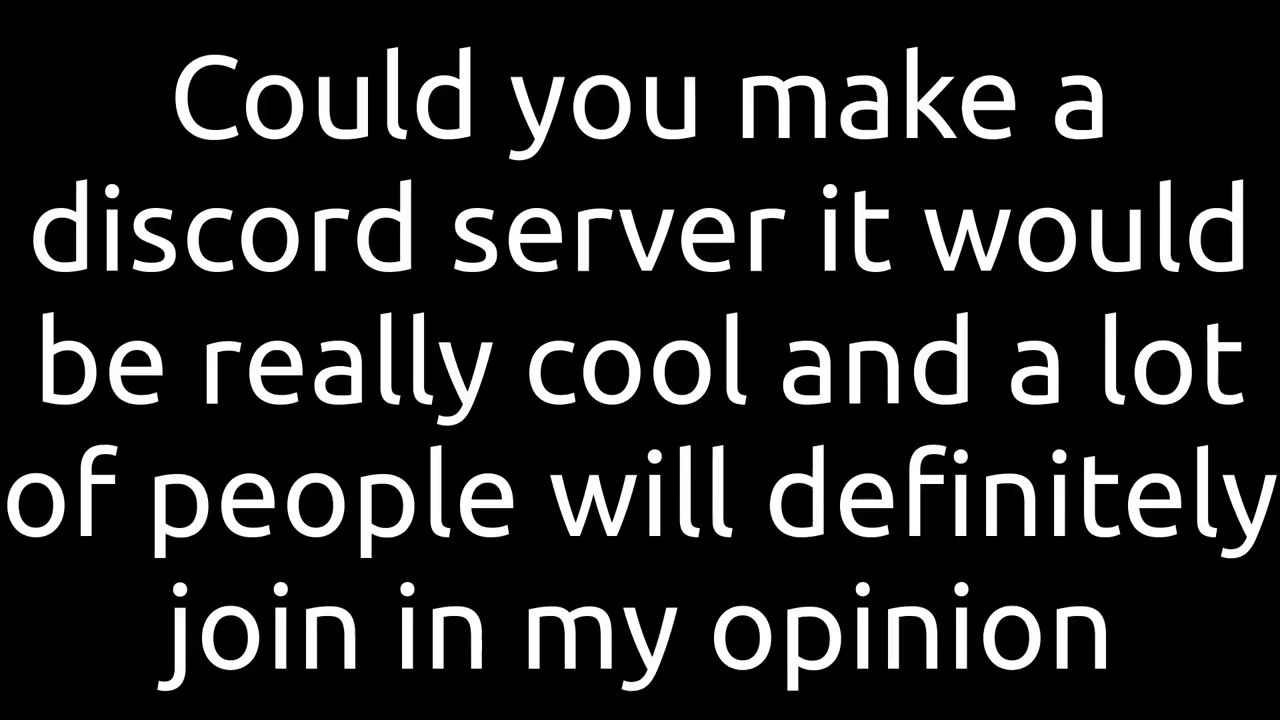 Could you make a
discord server it would
be really cool and a lot
of people will definitely
join in my opinion